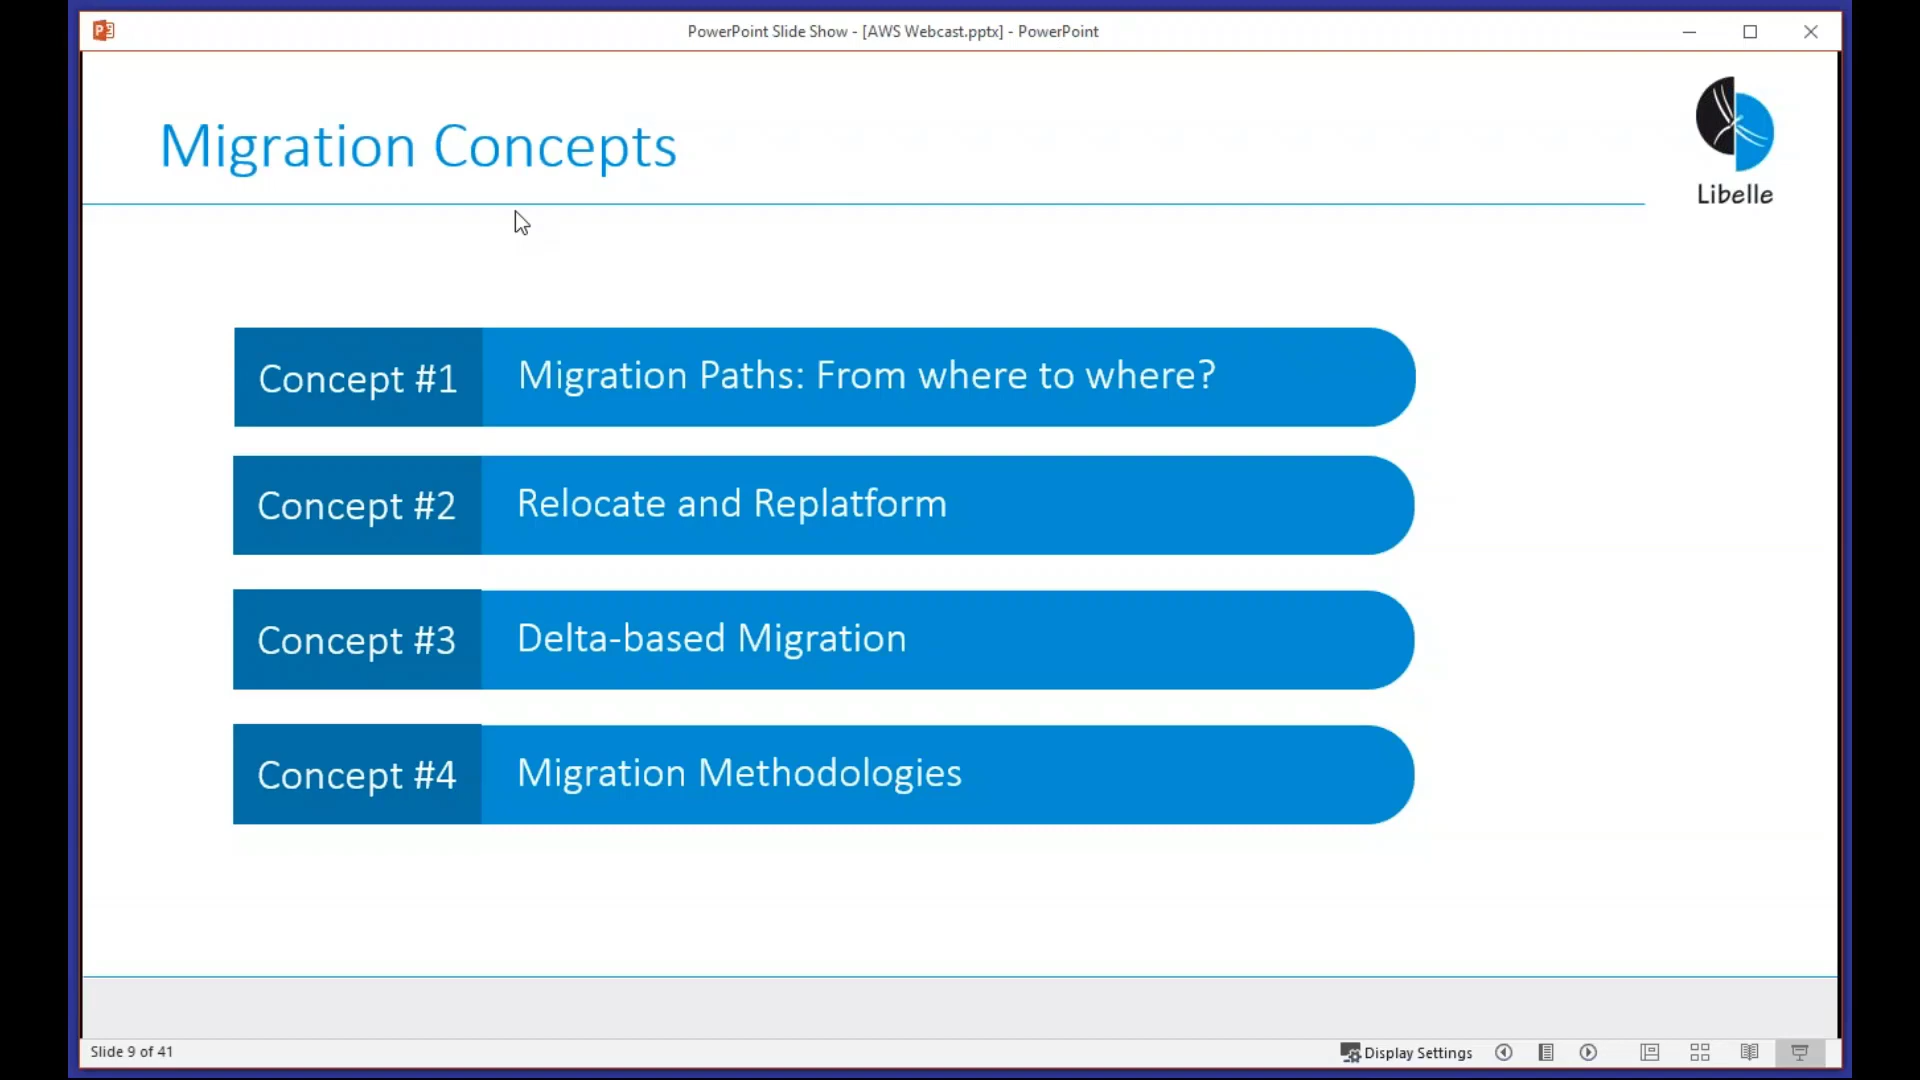 PowerPoint Slide Show - [AWS Webcast.pptx] - PowerPoint
Migration Concepts
Libelle
Concept #1 Migration Paths: From where to where?
Concept #2 Relocate and Replatform
Concept #3 Delta-based Migration
Concept #4 Migration Methodologies
Slide 9 of 41
Display Settings